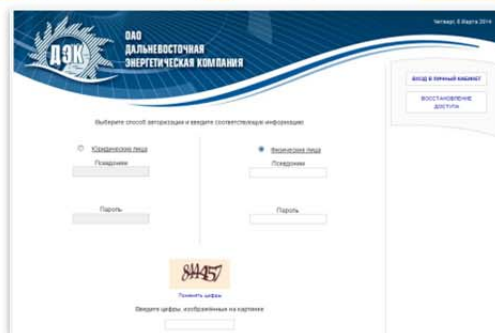 Четверг, 6 Марта 2014
ДЭК
ОАО
ДАЛЬНЕВОСТОЧНАЯ
ЭНЕРГЕТИЧЕСКАЯ КОМПАНИЯ
ВХОД В ЛИЧНЫЙ КАБИНЕТ
ВОССТАНОВЛЕНИЕ
ДОСТУПА
Выберите способ авторизации и введите соответствующую информацию:
Юридические лица
Физические лица
Псевдоним
Псевдоним
Пароль
Пароль
Поменять цифры
Введите цифры, изображённые на картинке